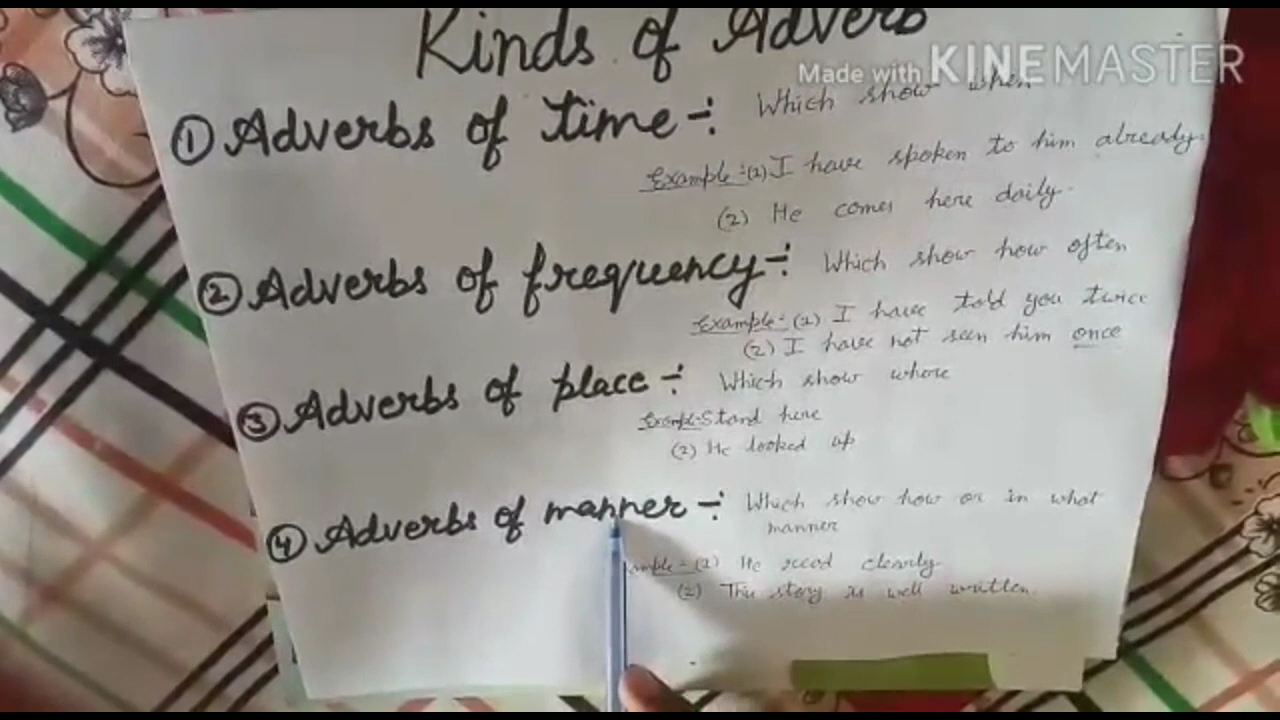 Kinds of Adverb
Made with KINEMASTER
① Adverbs of time -: Which show when
Example :- (1) I have spoken to him already.
(2) He comes here daily.
② Adverbs of frequency -: Which show how often
Example :- (1) I have told you twice
(2) I have not seen him once
③ Adverbs of place -: Which show where
Example:- Stand here
(2) He looked up
④ Adverbs of manner -: Which show how or in what
manner
ample :- (1) He clearly
(2) This story is well written.